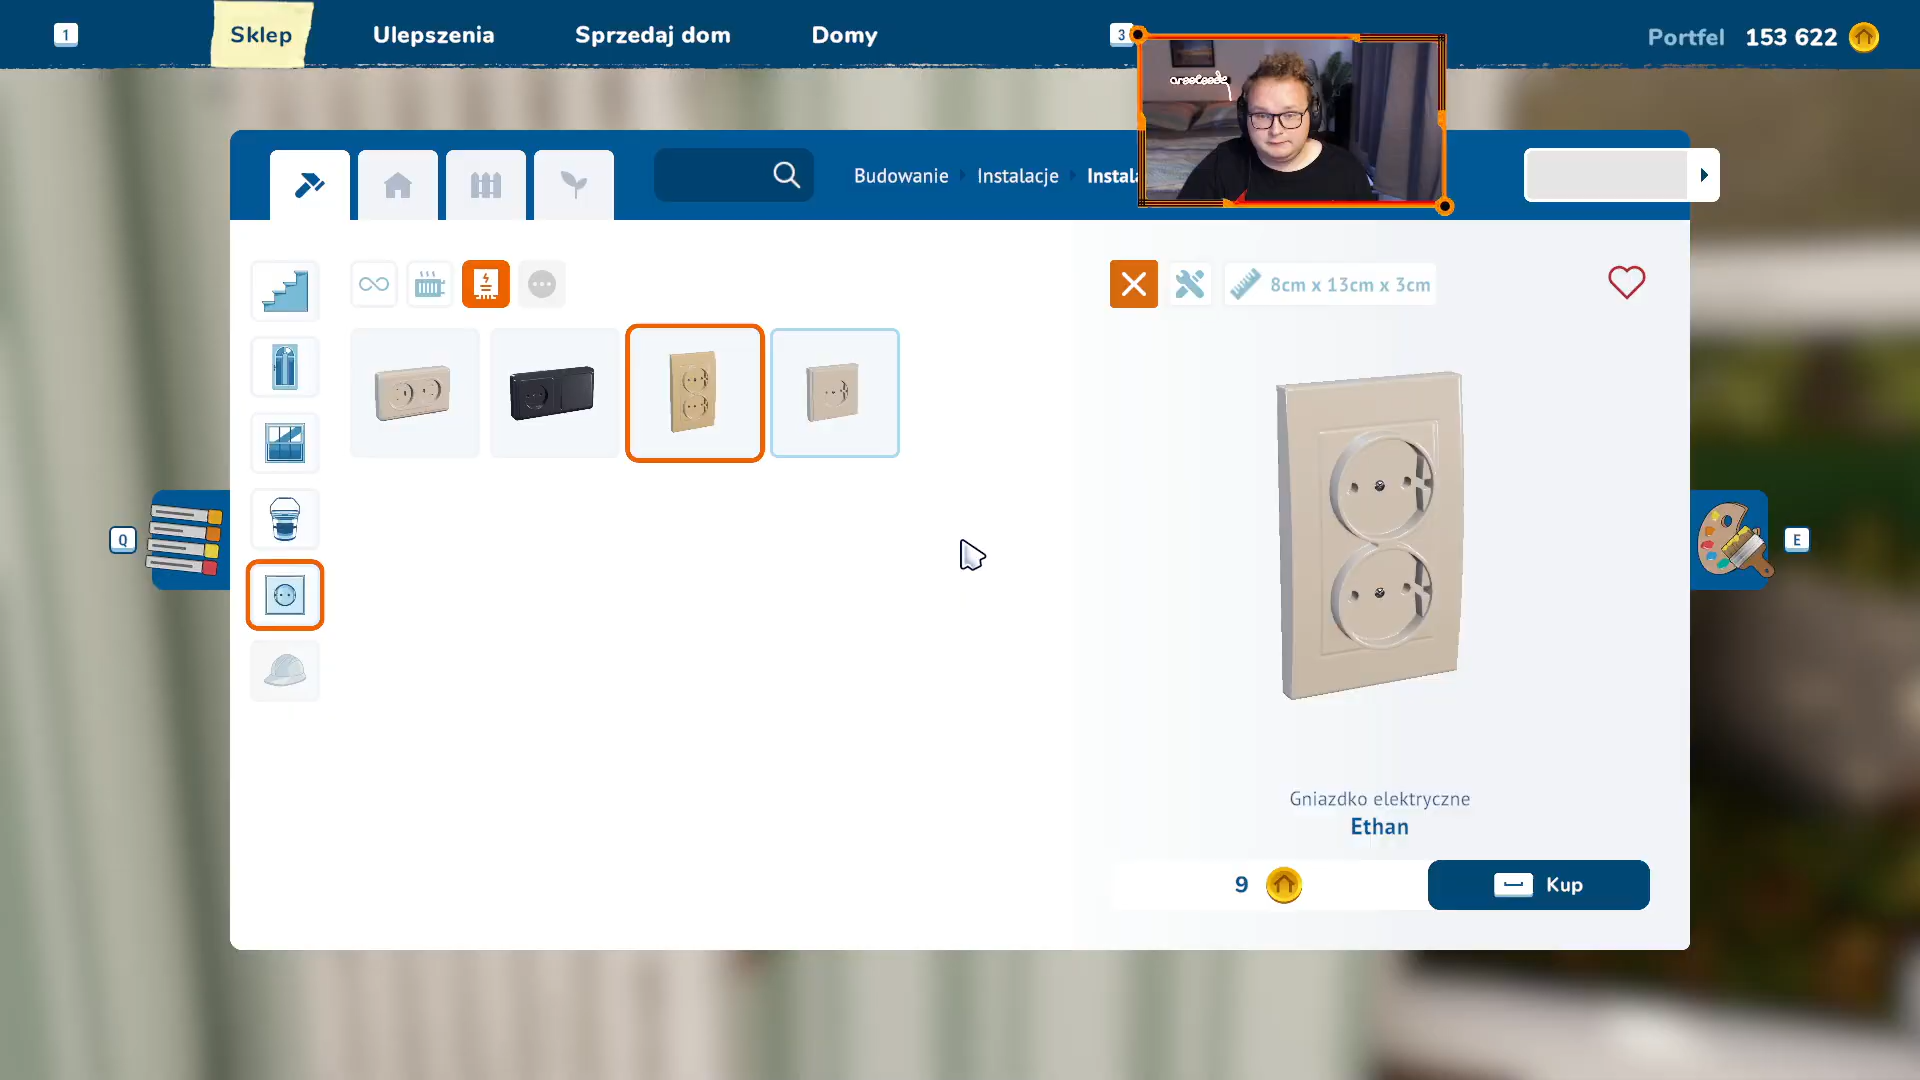 1
Sklep
Ulepszenia
Sprzedaj dom
Domy
3
Portfel
153 622
Budowanie
Instalacje
8cm x 13cm x 3cm
Q
E
Gniazdko elektryczne
Ethan
9
Kup